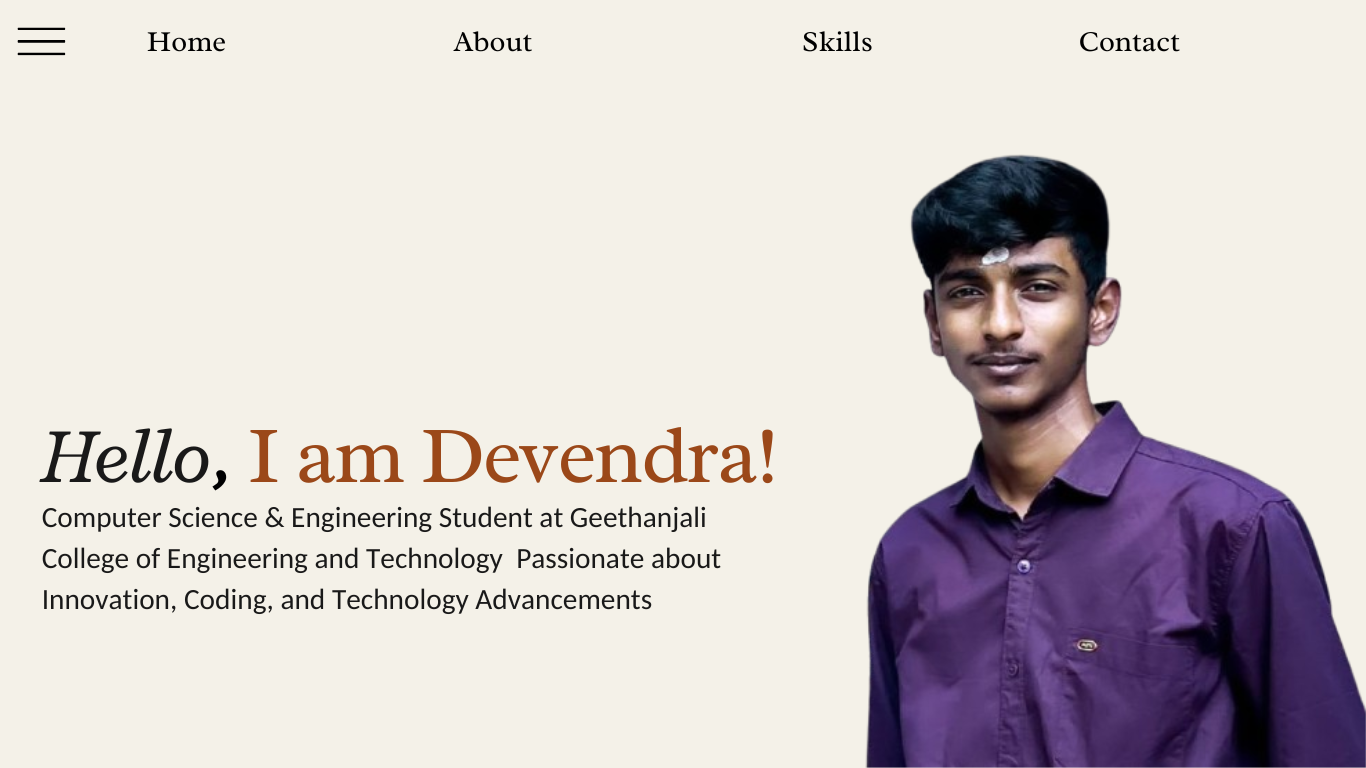 Home About Skills Contact
Hello, I am Devendra!
Computer Science & Engineering Student at Geethanjali
College of Engineering and Technology  Passionate about
Innovation, Coding, and Technology Advancements